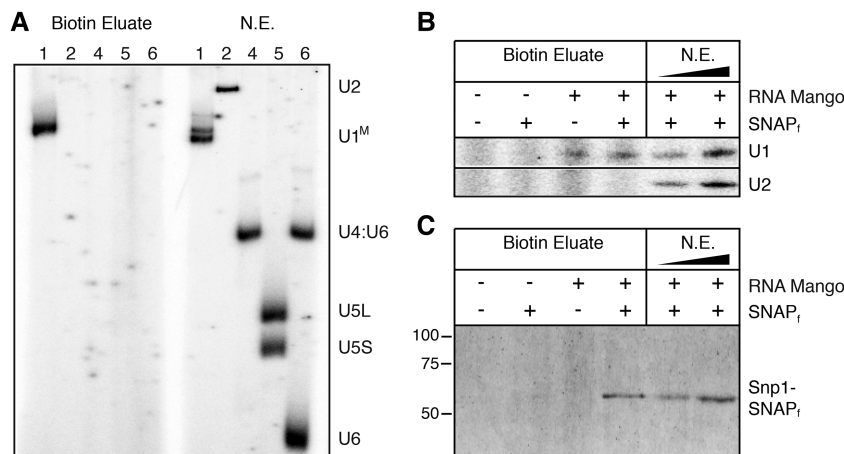 A
Biotin Eluate N.E.
1 2 4 5 6 1 2 4 5 6
U2
U1ᴹ
U4:U6
U5L
U5S
U6
B
Biotin Eluate N.E.
- - + + + + RNA Mango
- + - + + + SNAPf
U1
U2
C
Biotin Eluate N.E.
- - + + + + RNA Mango
- + - + + + SNAPf
100
75
50
Snp1-
SNAPf